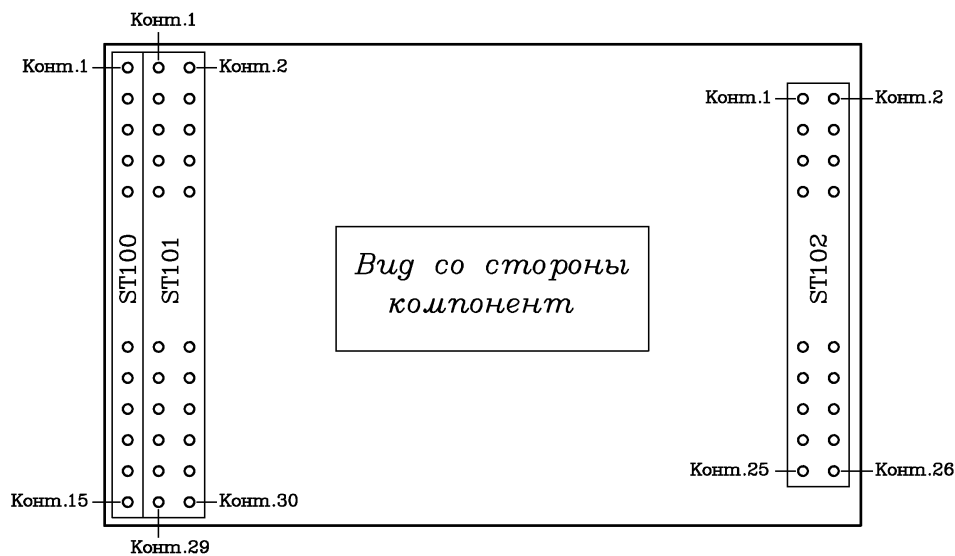 Конт.1
Конт.1
Конт.2
Конт.1
Конт.2
ST100
ST101
Вид со стороны
компонент
ST102
Конт.25
Конт.26
Конт.15
Конт.30
Конт.29